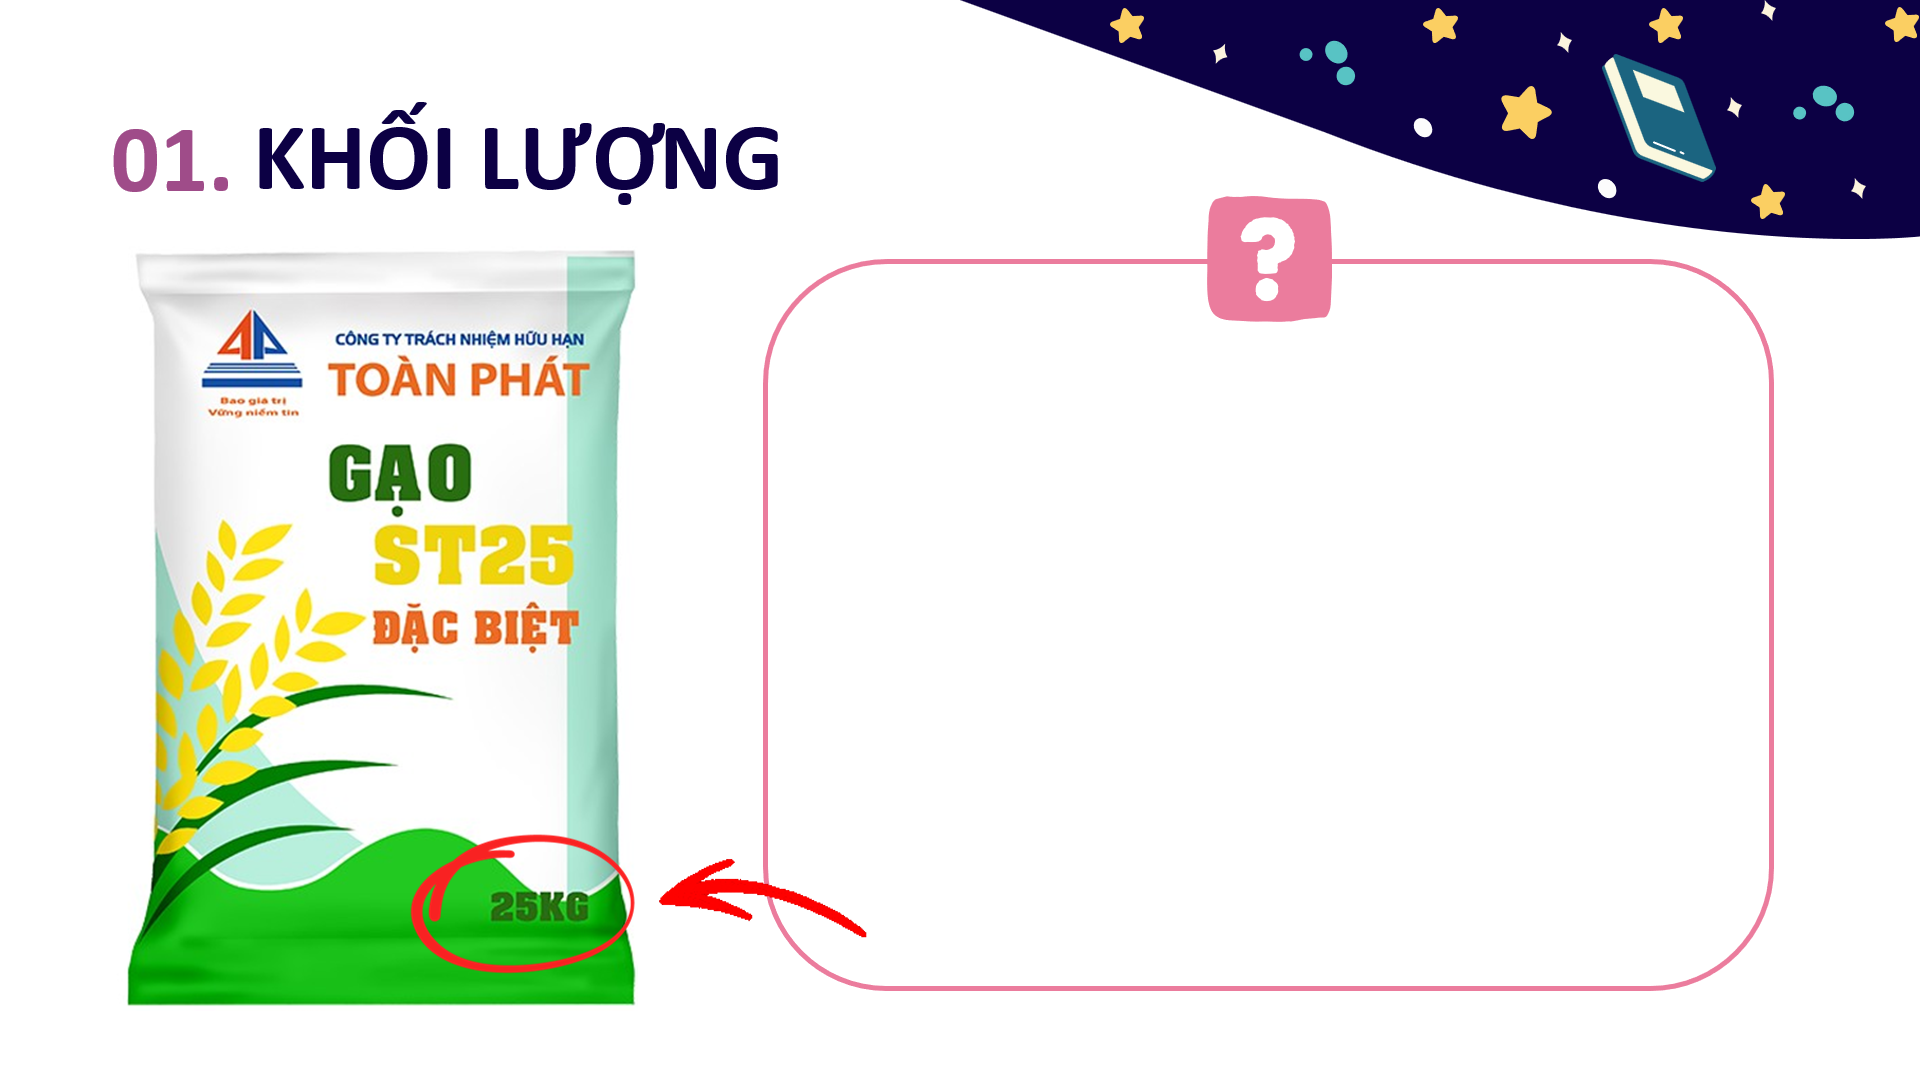 01. KHỐI LƯỢNG
CÔNG TY TRÁCH NHIỆM HỮU HẠN
TOÀN PHÁT
Bao giá trị
Vững niềm tin
GẠO
ST25
ĐẶC BIỆT
25KG
?